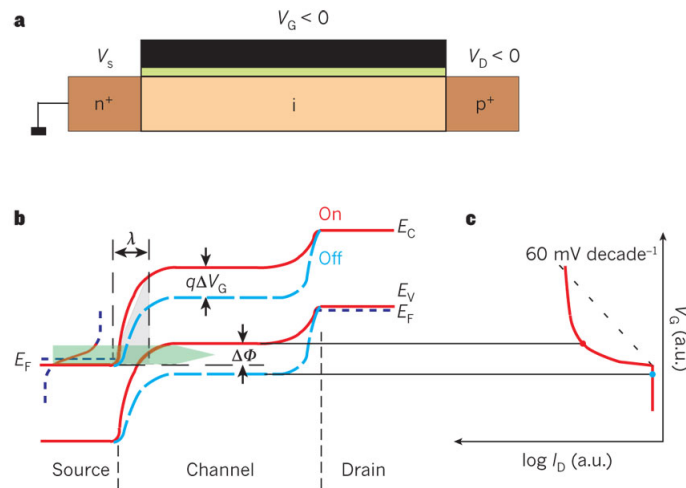 a
V_G < 0
V_s
V_D < 0
n⁺
i
p⁺
b
c
λ
On
E_C
Off
60 mV decade⁻¹
qΔV_G
E_V
E_F
V_G (a.u.)
E_F
ΔΦ
Source
Channel
Drain
log I_D (a.u.)